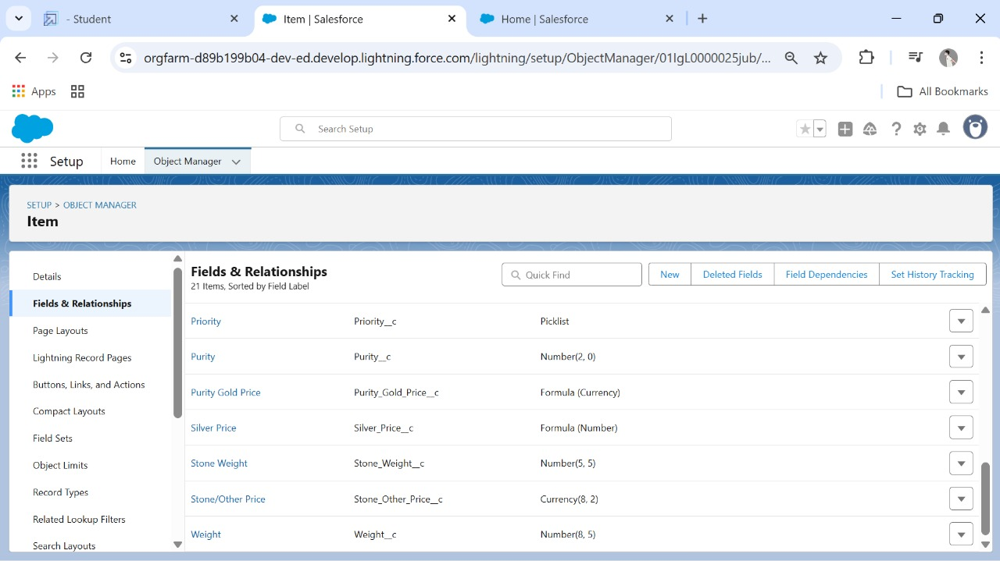 - Student
Item | Salesforce
Home | Salesforce
orgfarm-d89b199b04-dev-ed.develop.lightning.force.com/lightning/setup/ObjectManager/01IgL0000025jub/...
Apps
All Bookmarks
Search Setup
Setup
Home
Object Manager
SETUP > OBJECT MANAGER
Item
Details
Fields & Relationships
Page Layouts
Lightning Record Pages
Buttons, Links, and Actions
Compact Layouts
Field Sets
Object Limits
Record Types
Related Lookup Filters
Search Layouts
Fields & Relationships
21 Items, Sorted by Field Label
Quick Find
New
Deleted Fields
Field Dependencies
Set History Tracking
Priority Priority__c Picklist
Purity Purity__c Number(2, 0)
Purity Gold Price Purity_Gold_Price__c Formula (Currency)
Silver Price Silver_Price__c Formula (Number)
Stone Weight Stone_Weight__c Number(5, 5)
Stone/Other Price Stone_Other_Price__c Currency(8, 2)
Weight Weight__c Number(8, 5)